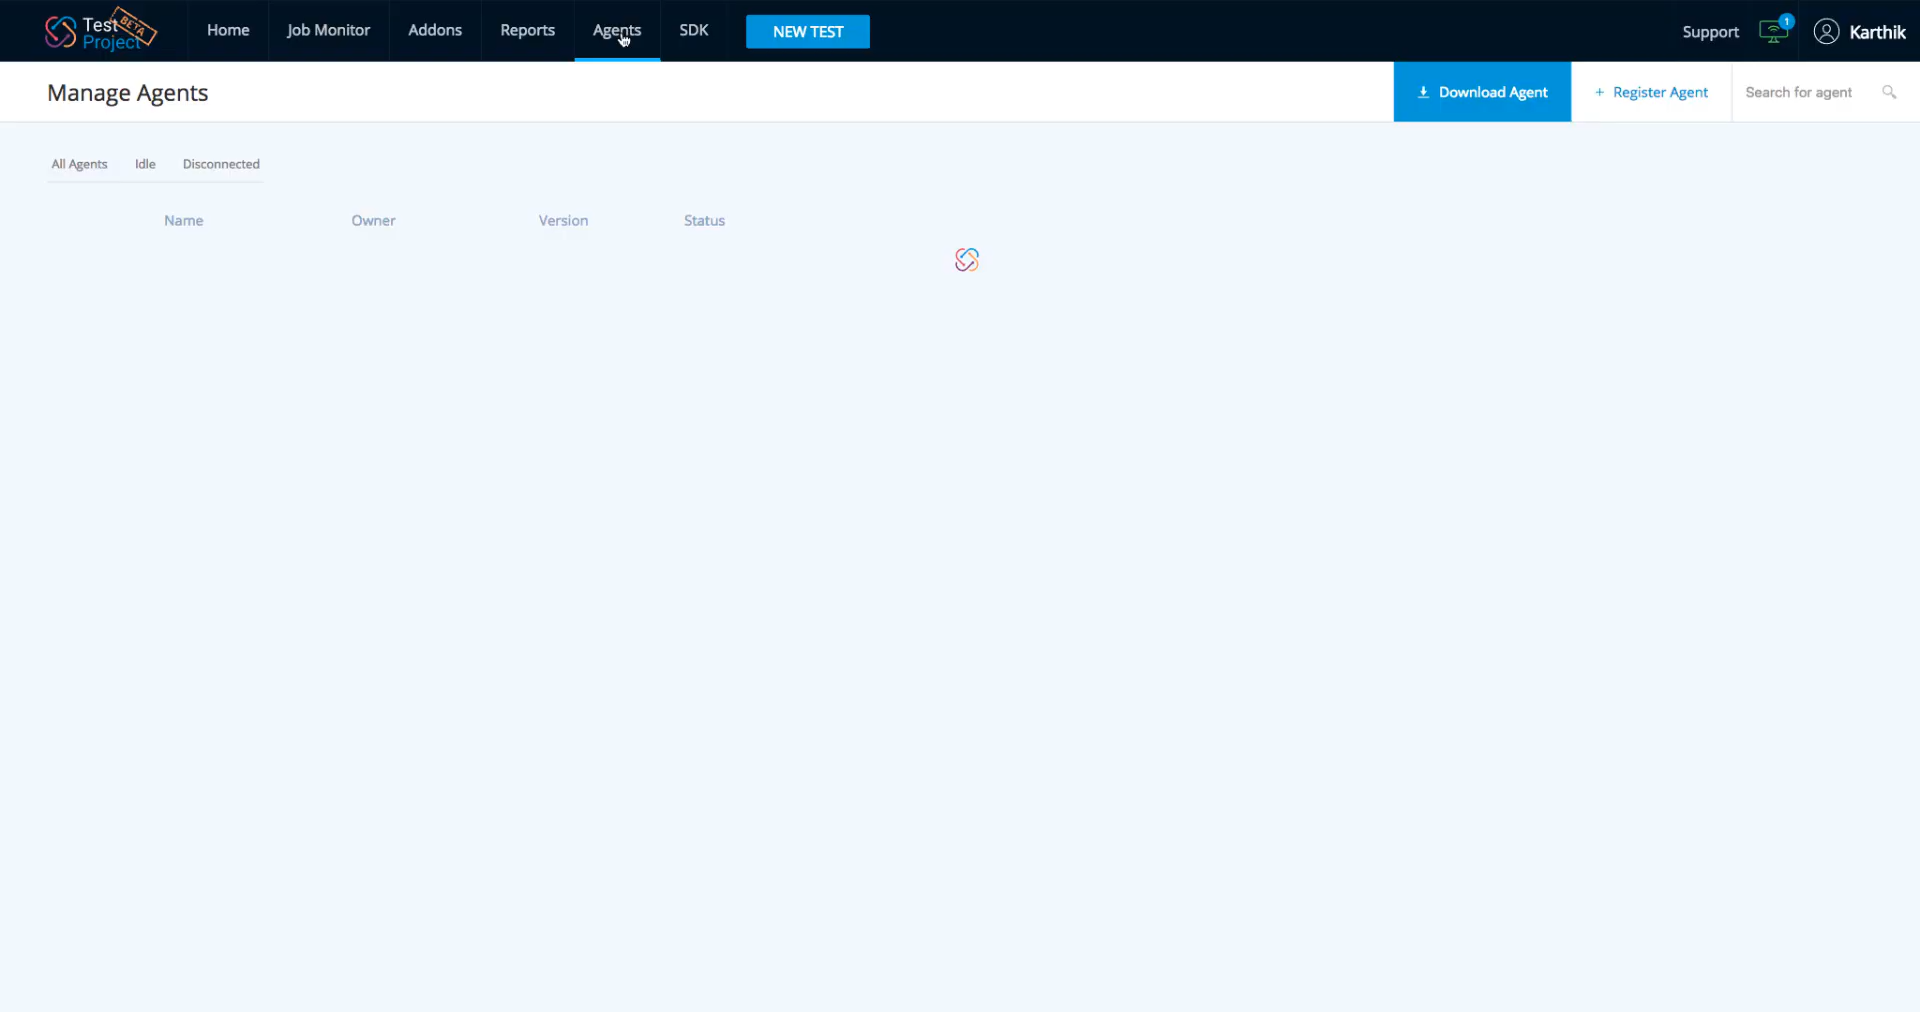 Test
Project
BETA
Home
Job Monitor
Addons
Reports
Agents
SDK
NEW TEST
Support
1
Karthik
Manage Agents
Download Agent
+ Register Agent
Search for agent
All Agents
Idle
Disconnected
Name
Owner
Version
Status